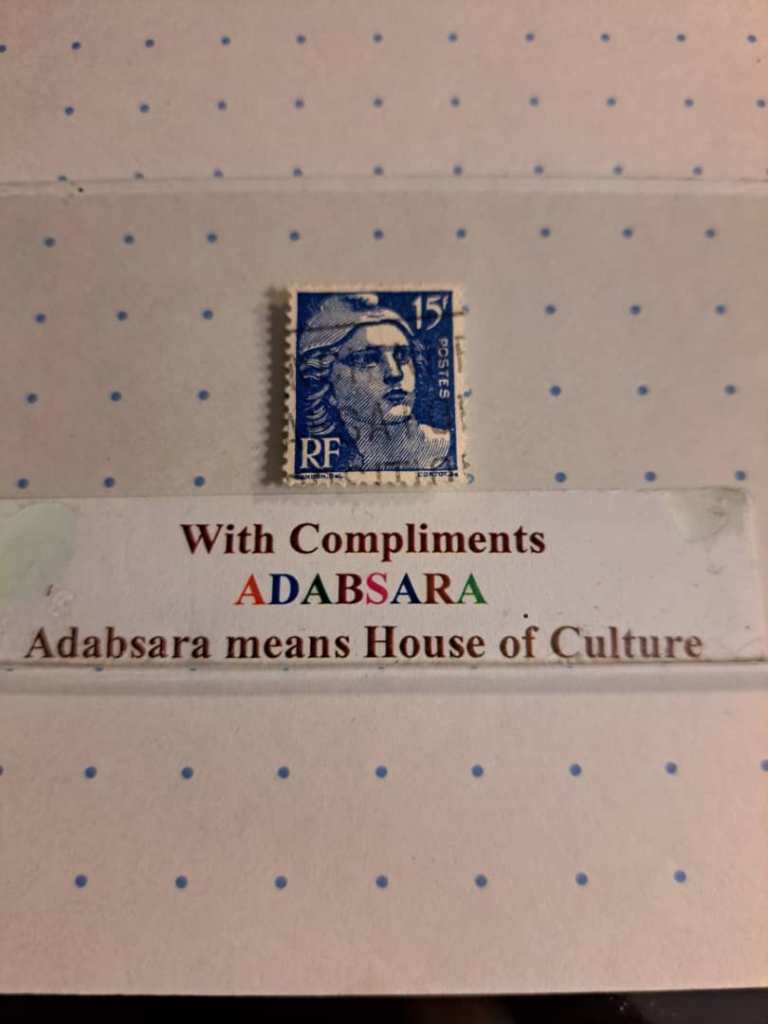 15F
POSTES
RF
With Compliments
ADABSARA
Adabsara means House of Culture